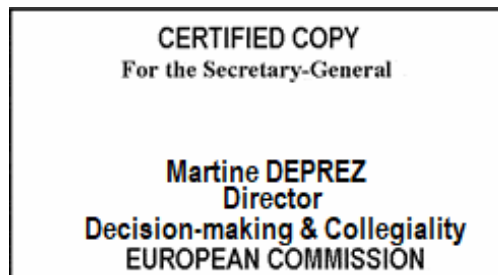 CERTIFIED COPY
For the Secretary-General
Martine DEPREZ
Director
Decision-making & Collegiality
EUROPEAN COMMISSION